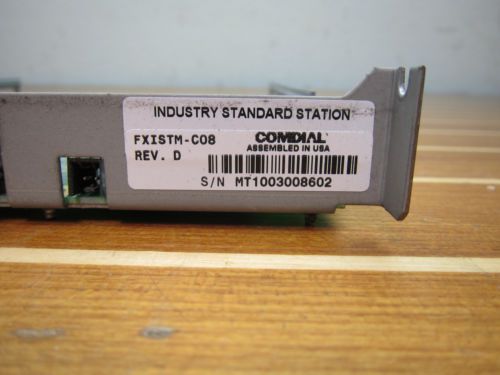 INDUSTRY STANDARD STATION
FXISTM-C08 COMDIAL
REV. D ASSEMBLED IN USA
S/N MT1003008602